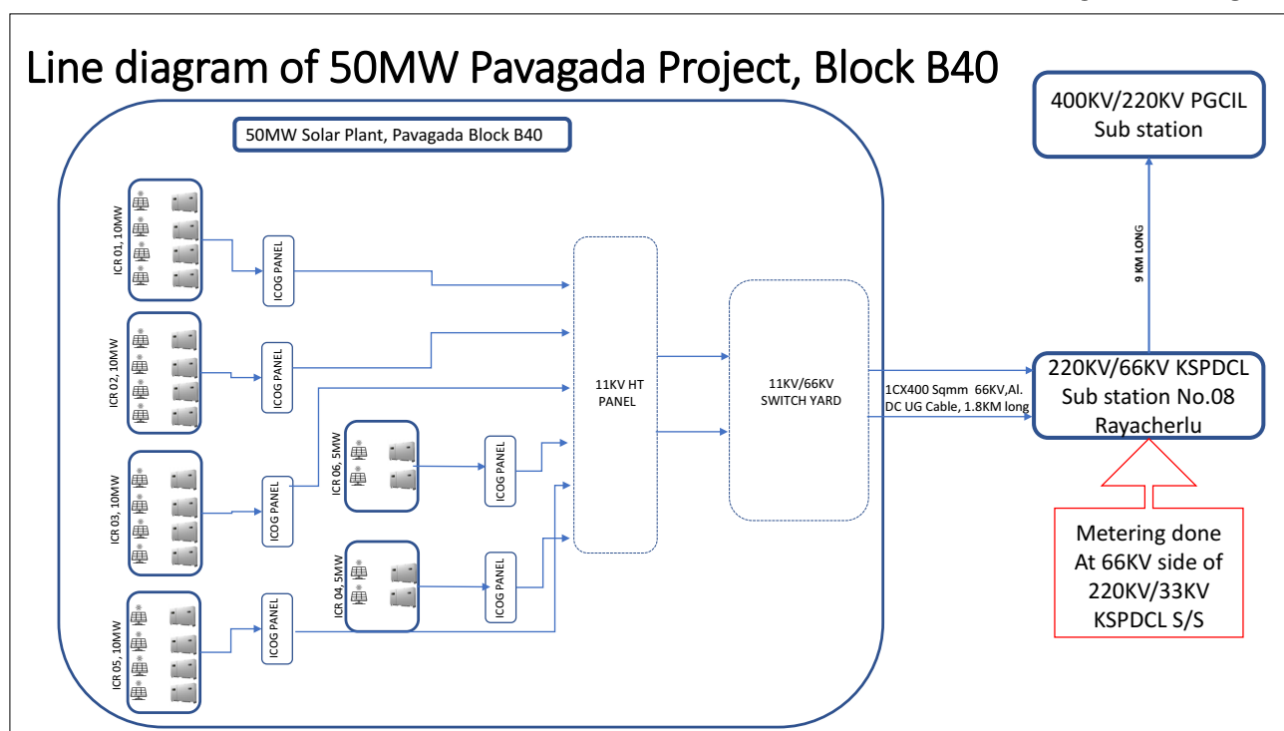 Line diagram of 50MW Pavagada Project, Block B40
50MW Solar Plant, Pavagada Block B40
400KV/220KV PGCIL
Sub station
ICR 01, 10MW
ICOG PANEL
ICR 02, 10MW
ICOG PANEL
ICR 03, 10MW
ICOG PANEL
ICR 06, 5MW
ICOG PANEL
ICR 04, 5MW
ICOG PANEL
ICR 05, 10MW
ICOG PANEL
11KV HT
PANEL
11KV/66KV
SWITCH YARD
1CX400 Sqmm 66KV,Al.
DC UG Cable, 1.8KM long
9 KM LONG
220KV/66KV KSPDCL
Sub station No.08
Rayacherlu
Metering done
At 66KV side of
220KV/33KV
KSPDCL S/S